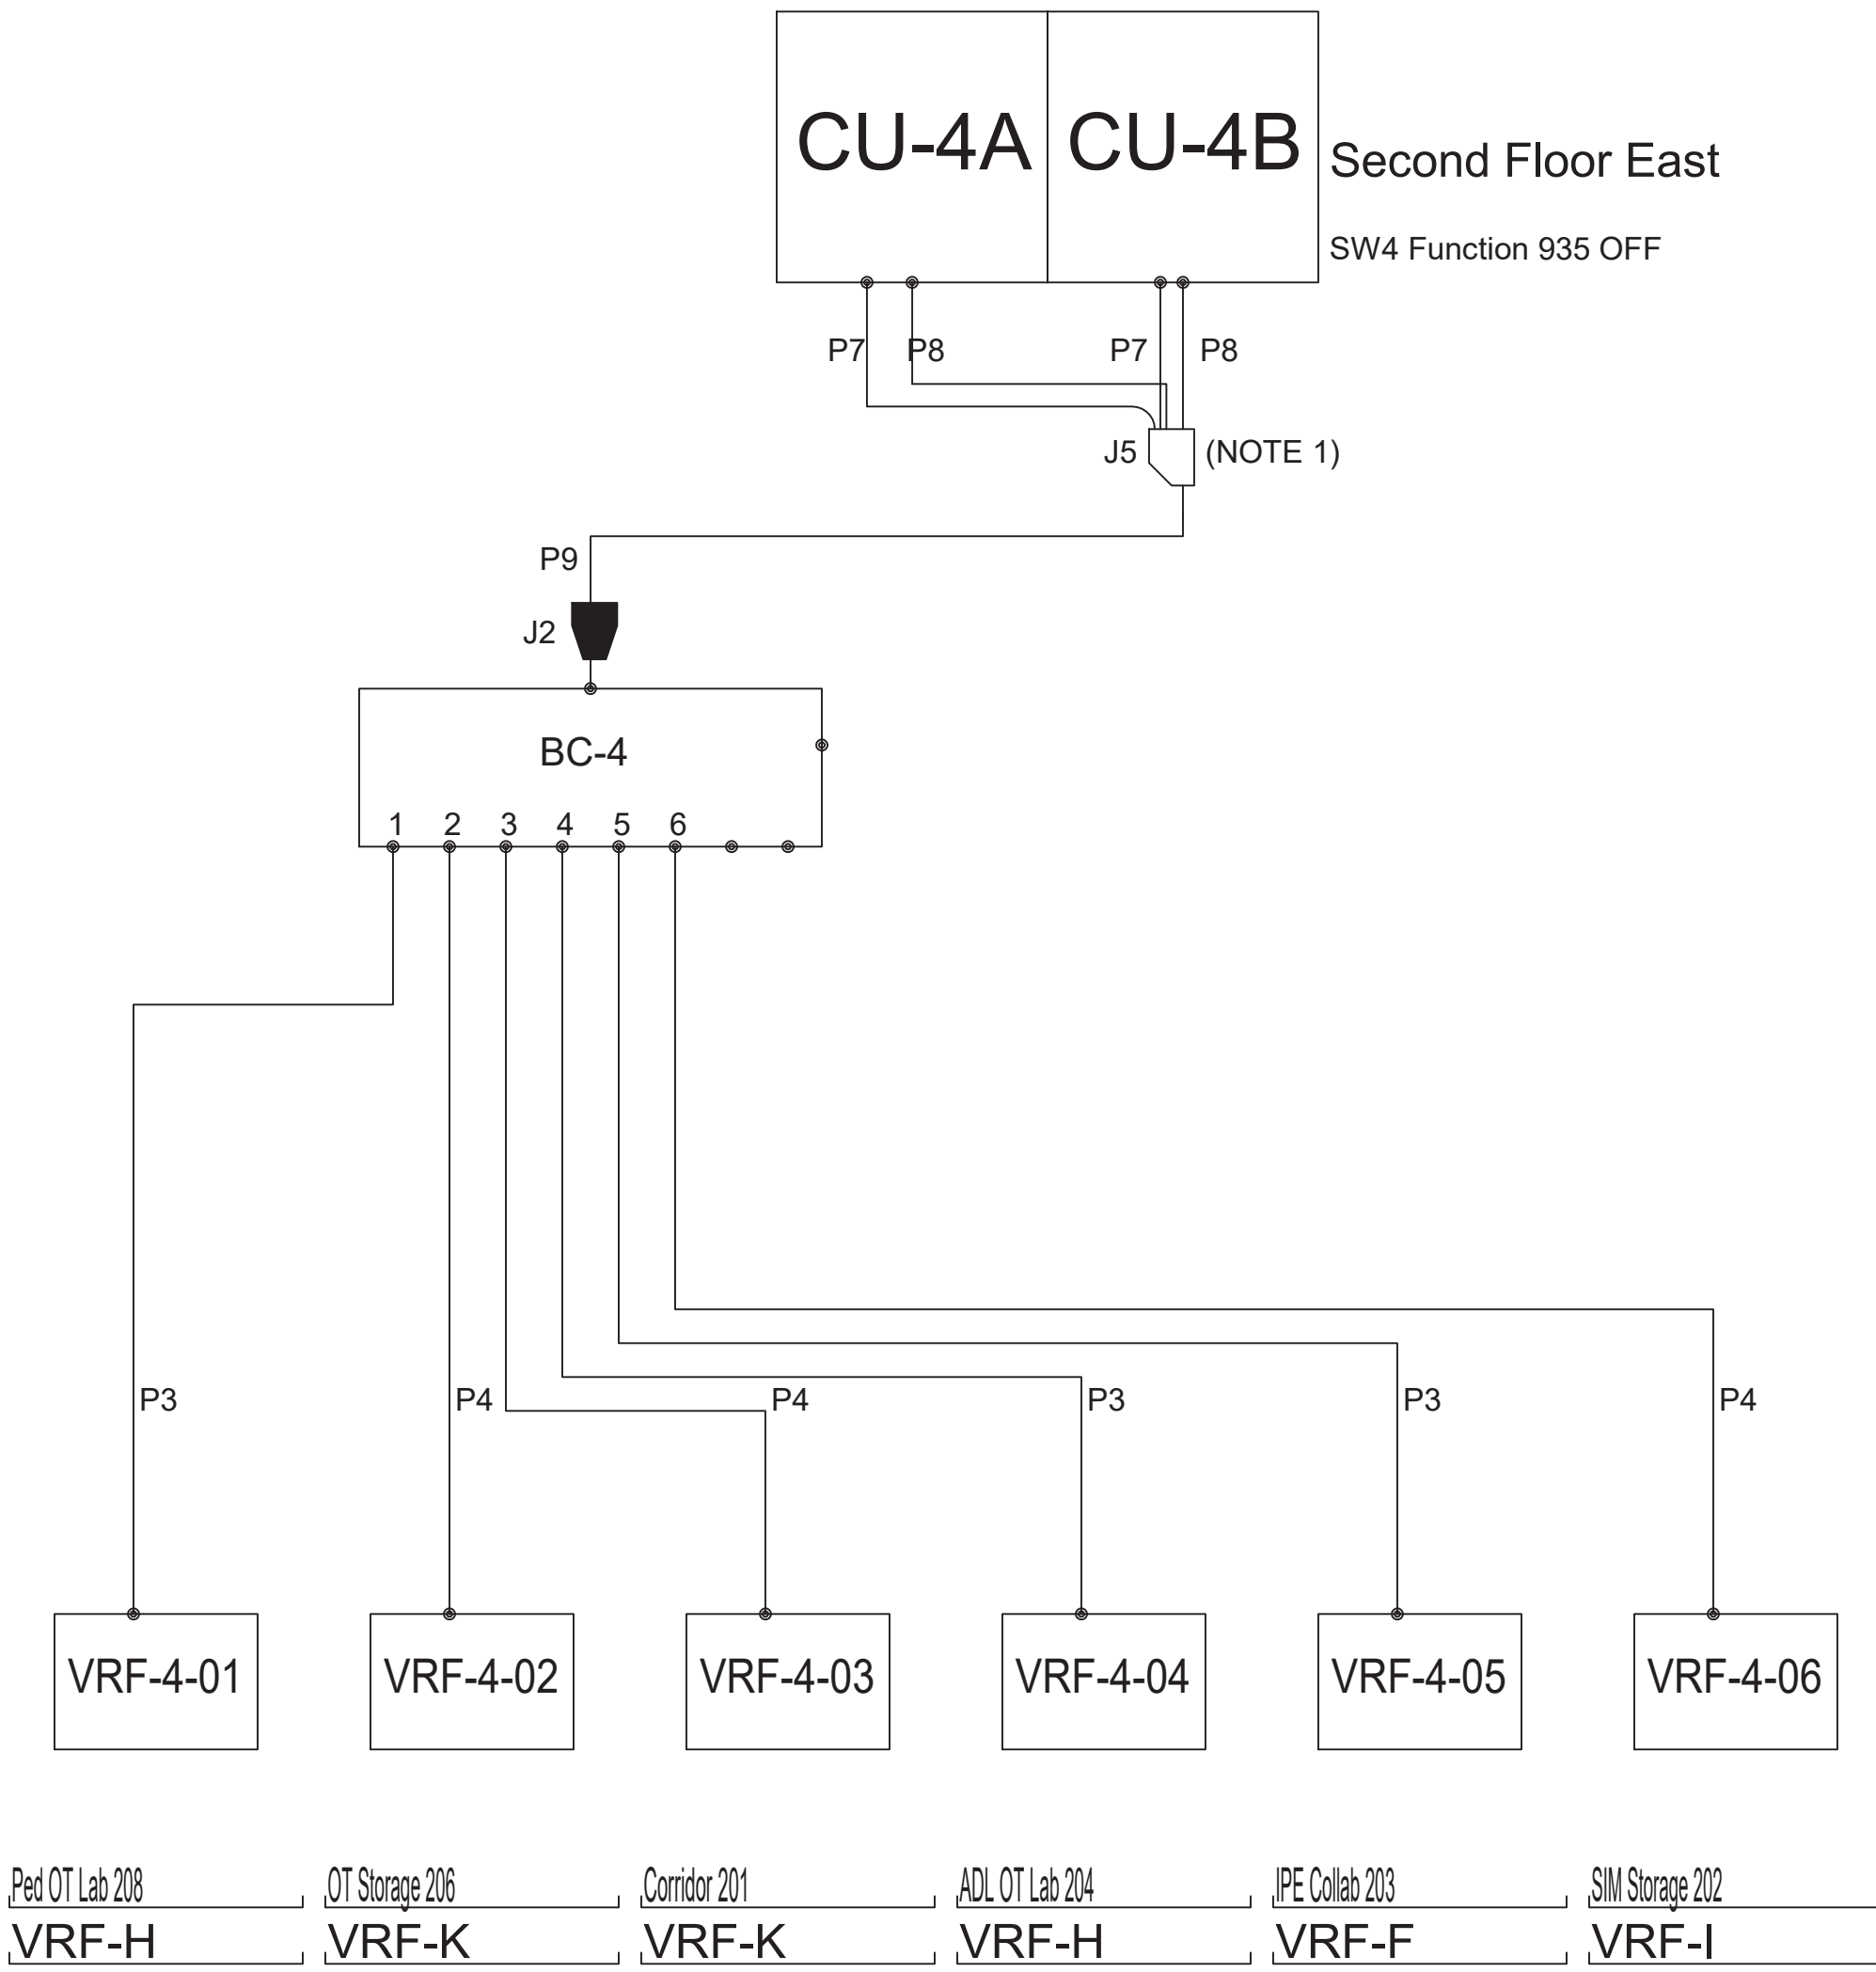 CU-4A CU-4B
Second Floor East
SW4 Function 935 OFF
P7 P8 P7 P8
J5 (NOTE 1)
P9
J2
BC-4
1 2 3 4 5 6
P3 P4 P4 P3 P3 P4
VRF-4-01 VRF-4-02 VRF-4-03 VRF-4-04 VRF-4-05 VRF-4-06
Ped OT Lab 208 OT Storage 206 Corridor 201 ADL OT Lab 204 IPE Collab 203 SIM Storage 202
VRF-H VRF-K VRF-K VRF-H VRF-F VRF-I